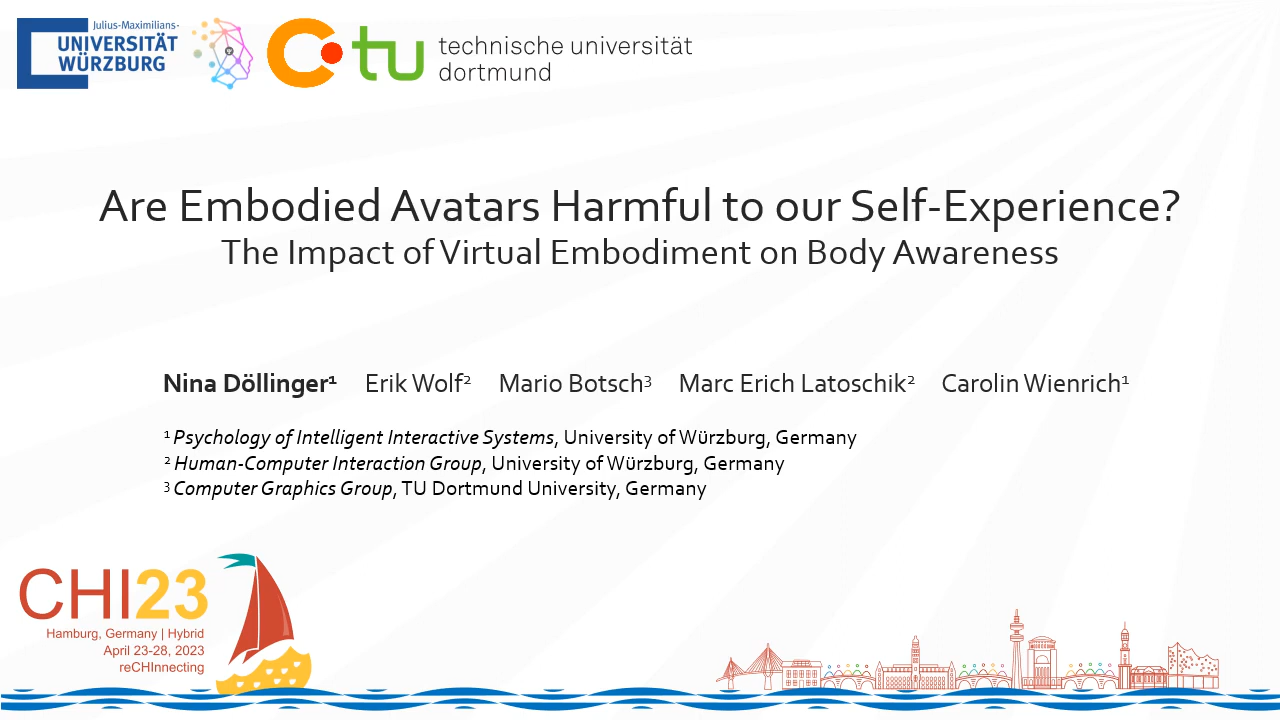 Julius-Maximilians-
UNIVERSITÄT
WÜRZBURG
tu technische universität
dortmund
Are Embodied Avatars Harmful to our Self-Experience?
The Impact of Virtual Embodiment on Body Awareness
Nina Döllinger¹ Erik Wolf² Mario Botsch³ Marc Erich Latoschik² Carolin Wienrich¹
¹ Psychology of Intelligent Interactive Systems, University of Würzburg, Germany
² Human-Computer Interaction Group, University of Würzburg, Germany
³ Computer Graphics Group, TU Dortmund University, Germany
CHI23
Hamburg, Germany | Hybrid
April 23-28, 2023
reCHInnecting